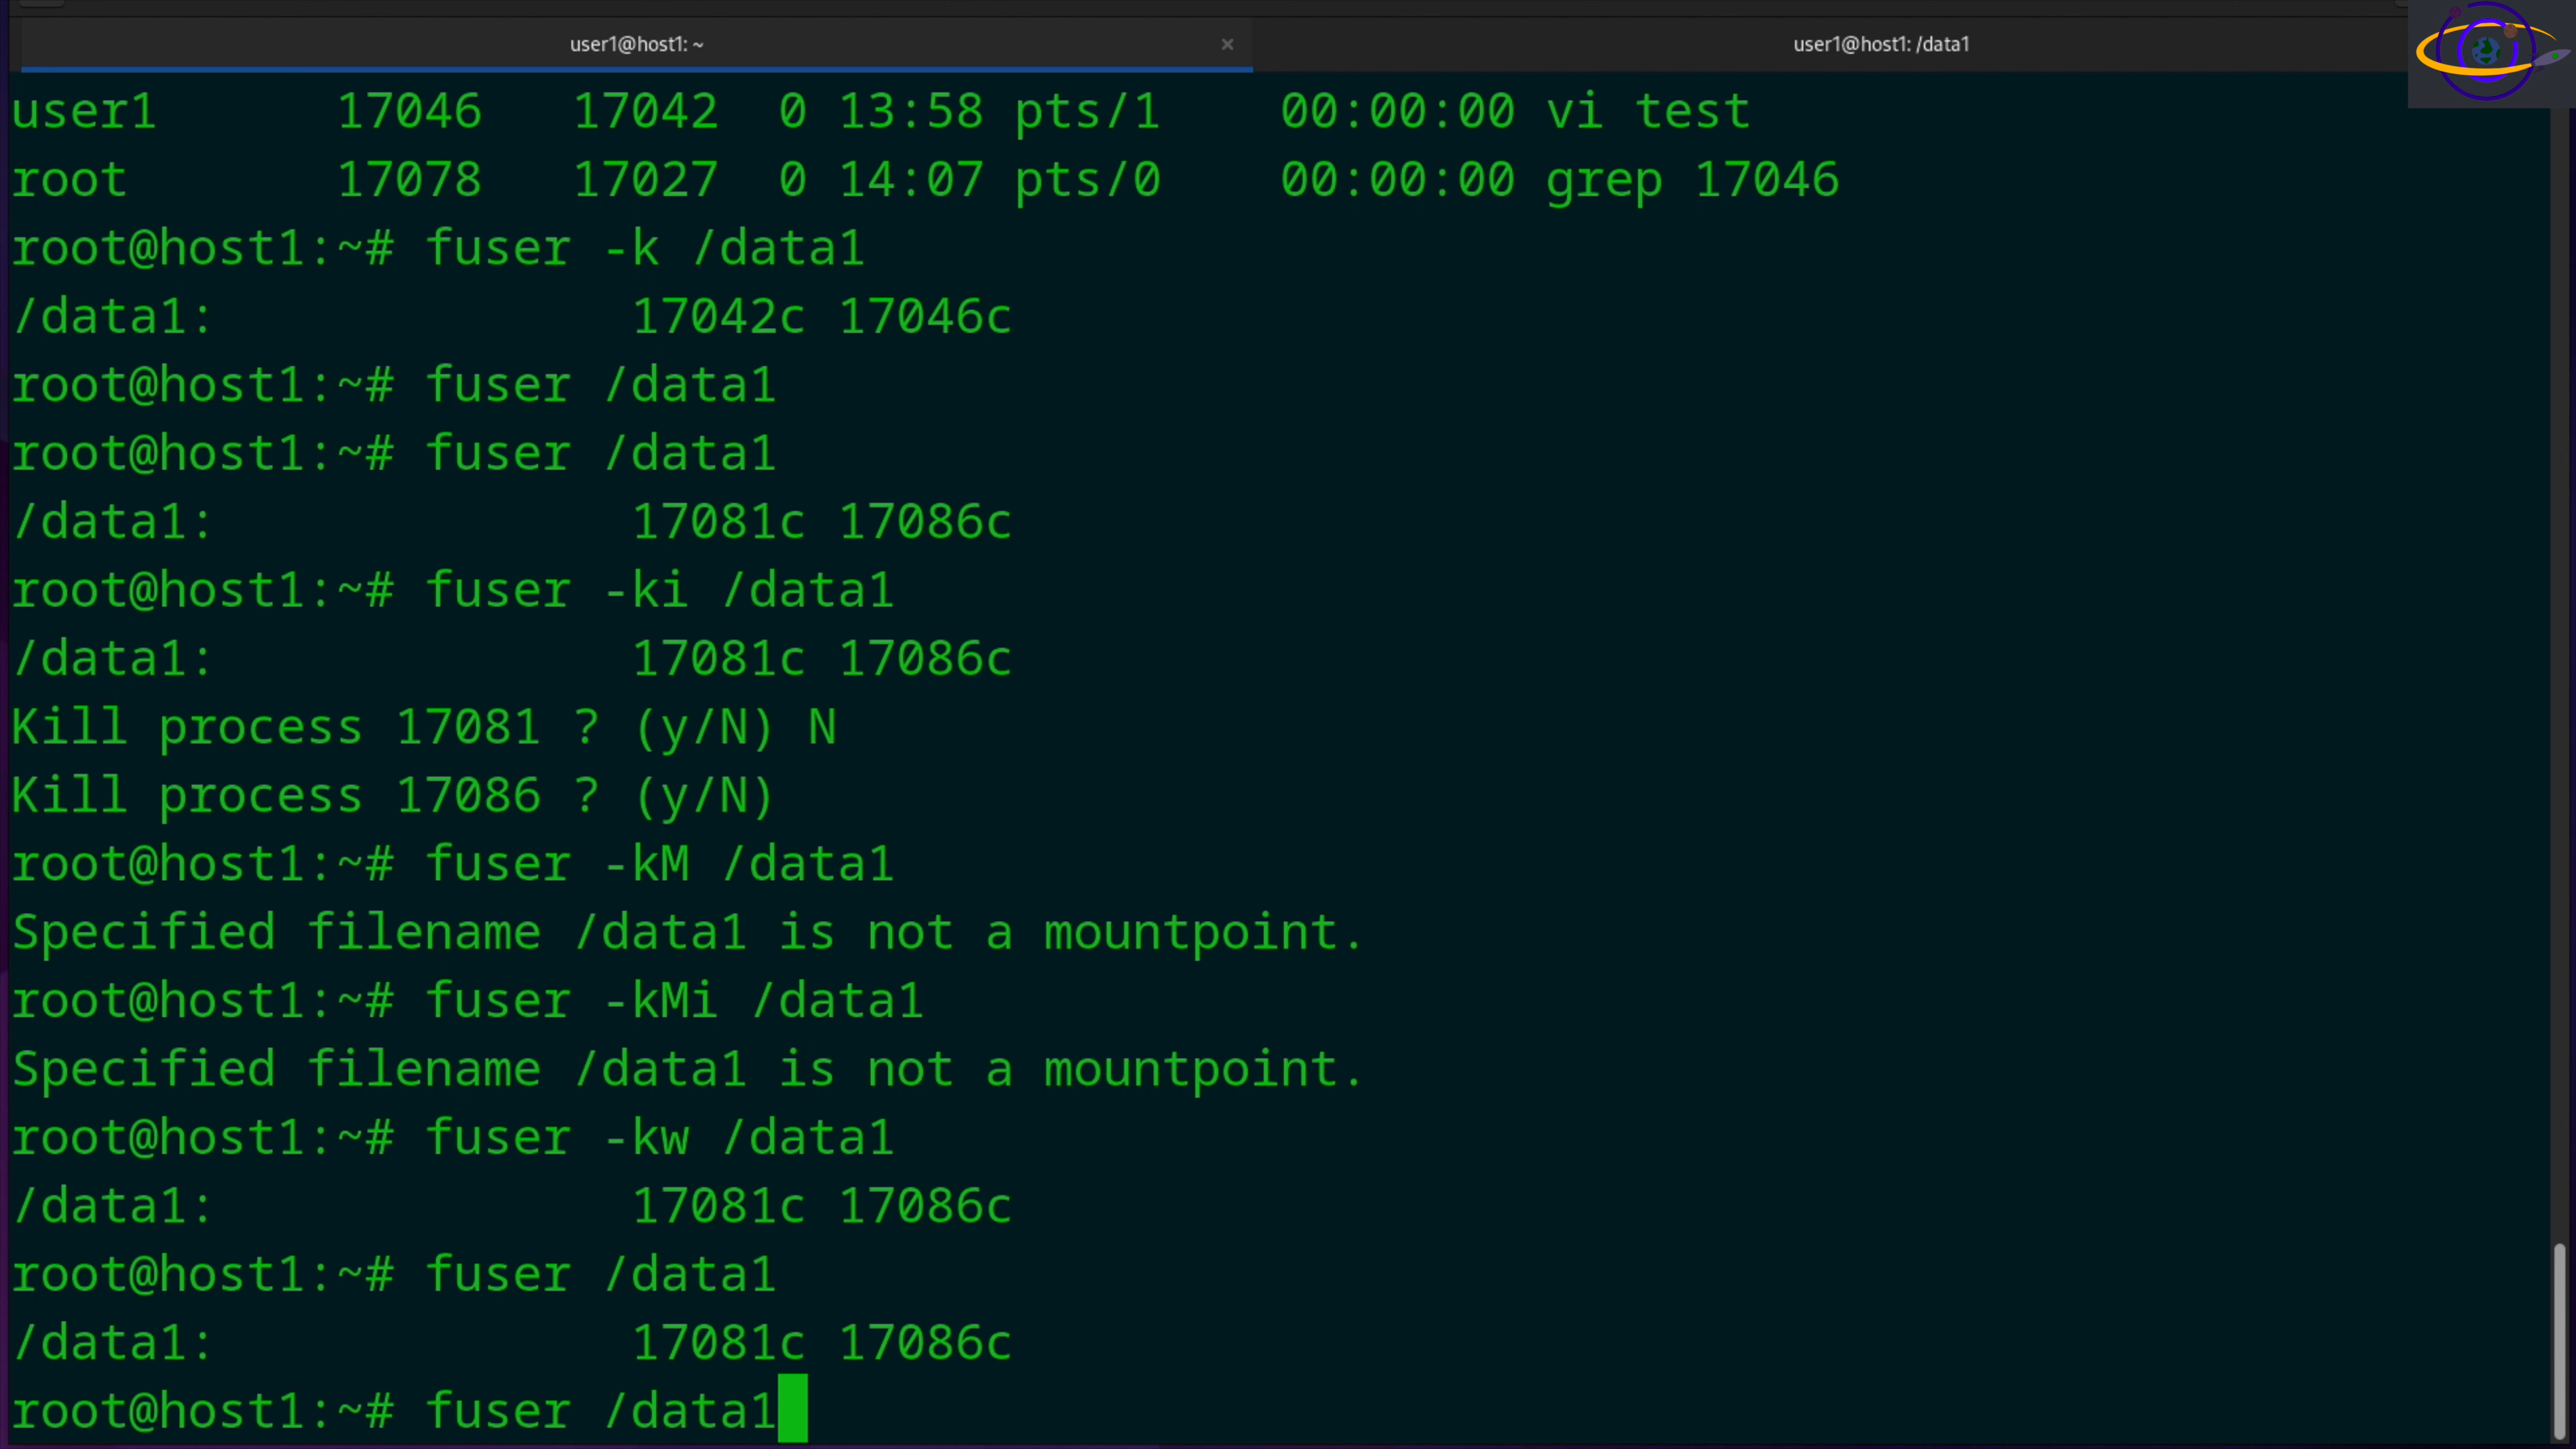 user1@host1: ~ × user1@host1: /data1
user1 17046 17042 0 13:58 pts/1 00:00:00 vi test
root 17078 17027 0 14:07 pts/0 00:00:00 grep 17046
root@host1:~# fuser -k /data1
/data1: 17042c 17046c
root@host1:~# fuser /data1
root@host1:~# fuser /data1
/data1: 17081c 17086c
root@host1:~# fuser -ki /data1
/data1: 17081c 17086c
Kill process 17081 ? (y/N) N
Kill process 17086 ? (y/N)
root@host1:~# fuser -kM /data1
Specified filename /data1 is not a mountpoint.
root@host1:~# fuser -kMi /data1
Specified filename /data1 is not a mountpoint.
root@host1:~# fuser -kw /data1
/data1: 17081c 17086c
root@host1:~# fuser /data1
/data1: 17081c 17086c
root@host1:~# fuser /data1